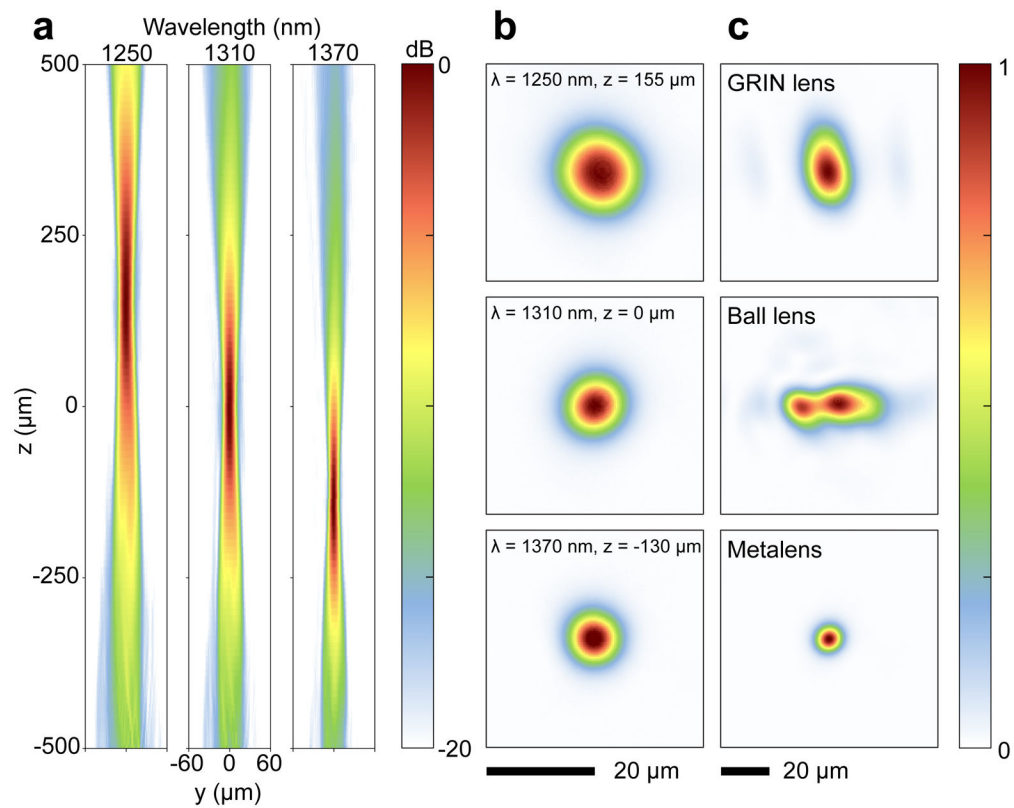 a
Wavelength (nm)
1250
1310
1370
dB
500
250
0
-250
-500
z (µm)
-60 0 60
y (µm)
0
-20
b
λ = 1250 nm, z = 155 µm
λ = 1310 nm, z = 0 µm
λ = 1370 nm, z = -130 µm
20 µm
c
GRIN lens
Ball lens
Metalens
20 µm
1
0